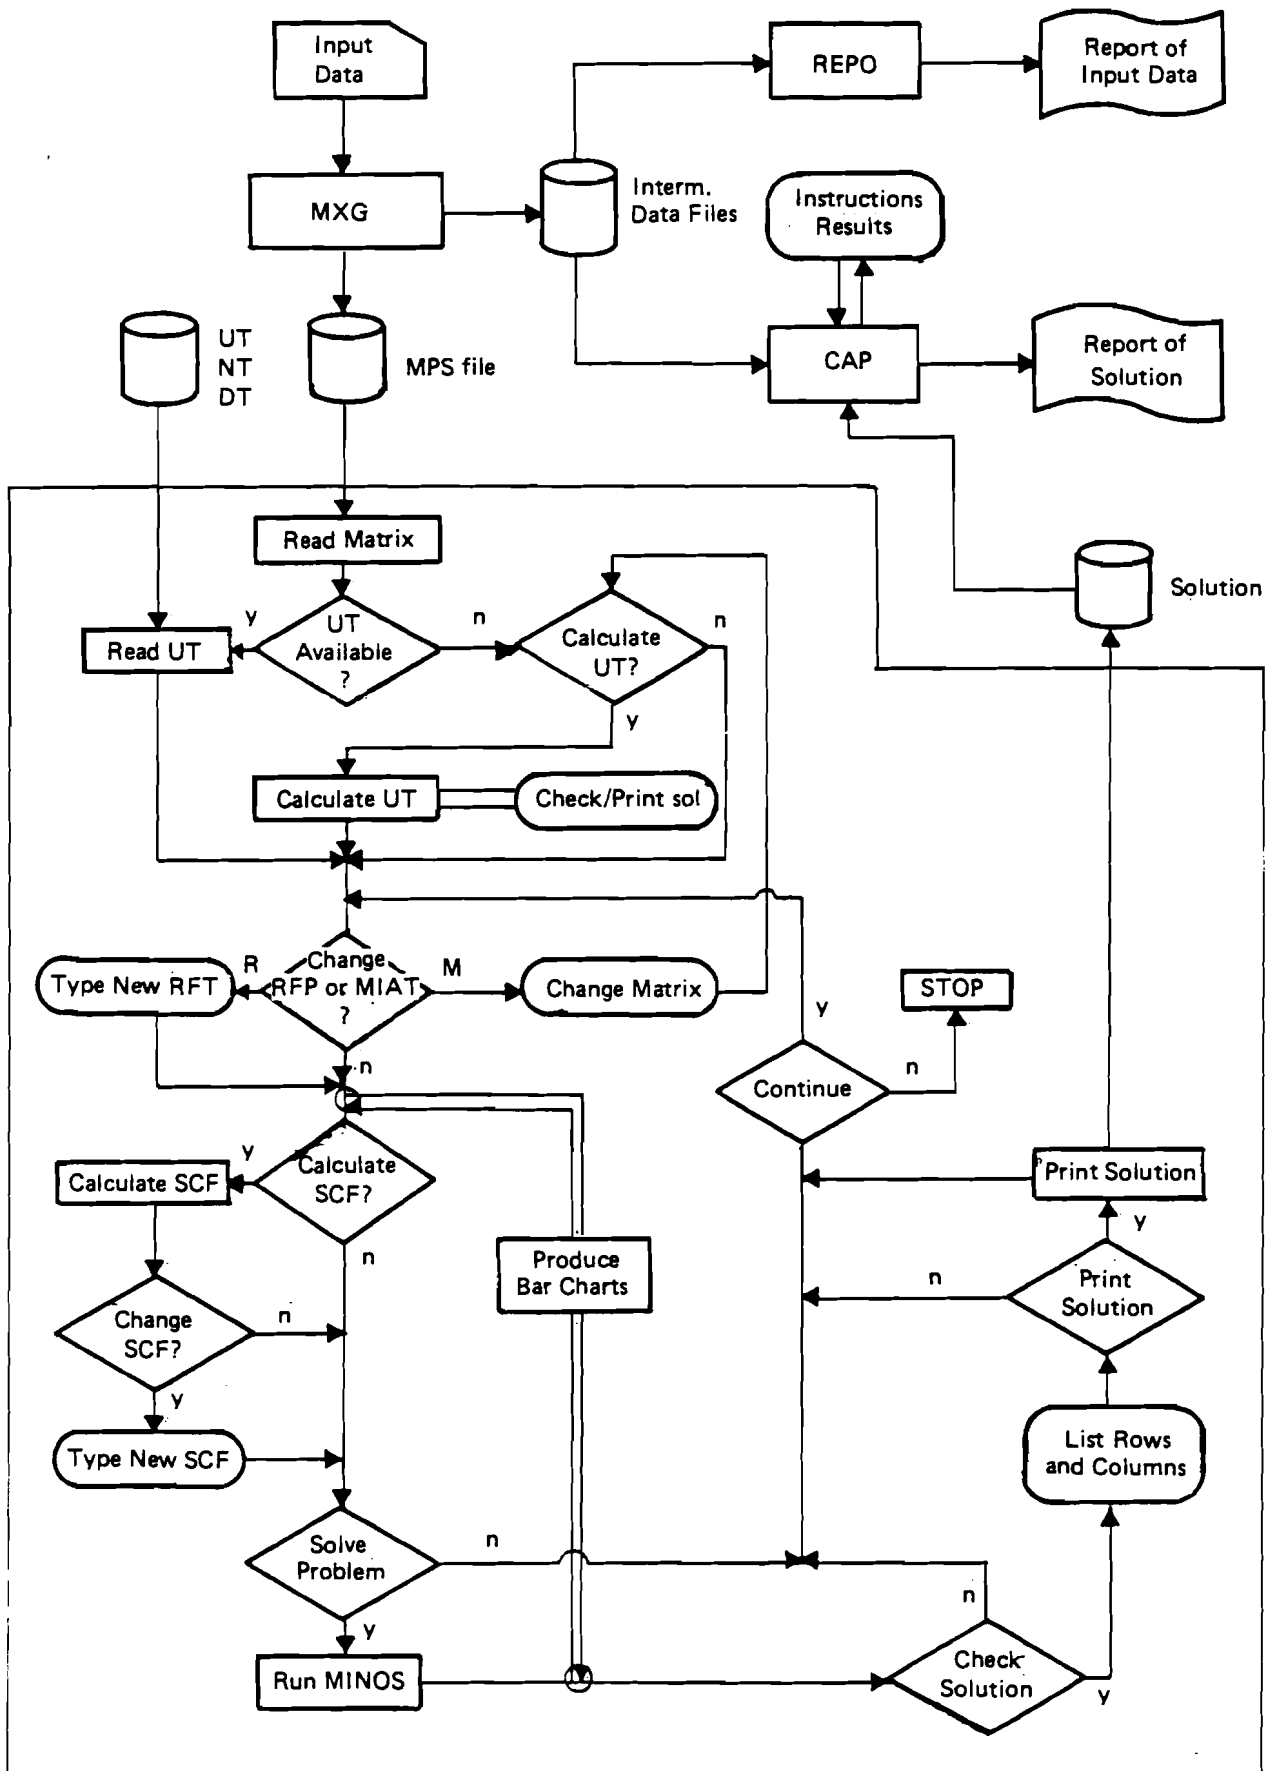 Input
Data
REPO
Report of
Input Data
MXG
Interm.
Data Files
Instructions
Results
UT
NT
DT
MPS file
CAP
Report of
Solution
Read Matrix
Solution
y
UT
Available
?
n
Calculate
UT?
n
Read UT
y
Calculate UT
Check/Print sol
Type New RFT
R
Change
RFP or MIAT
?
M
Change Matrix
STOP
y
n
Continue
n
y
Calculate SCF
Calculate
SCF?
n
Print Solution
y
Produce
Bar Charts
n
Print
Solution
Change
SCF?
n
y
Type New SCF
List Rows
and Columns
Solve
Problem
n
y
n
Run MINOS
Check
Solution
y